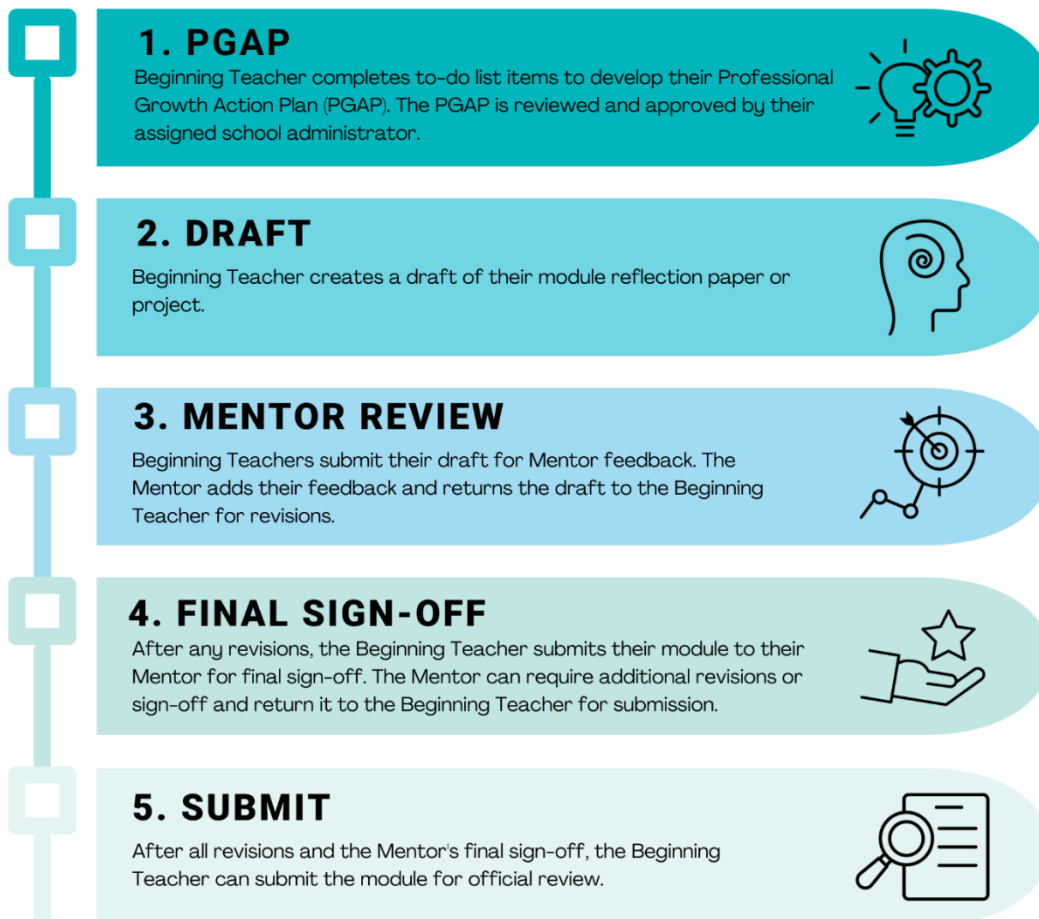 1. PGAP
Beginning Teacher completes to-do list items to develop their Professional
Growth Action Plan (PGAP). The PGAP is reviewed and approved by their
assigned school administrator.
2. DRAFT
Beginning Teacher creates a draft of their module reflection paper or
project.
3. MENTOR REVIEW
Beginning Teachers submit their draft for Mentor feedback. The
Mentor adds their feedback and returns the draft to the Beginning
Teacher for revisions.
4. FINAL SIGN-OFF
After any revisions, the Beginning Teacher submits their module to their
Mentor for final sign-off. The Mentor can require additional revisions or
sign-off and return it to the Beginning Teacher for submission.
5. SUBMIT
After all revisions and the Mentor's final sign-off, the Beginning
Teacher can submit the module for official review.